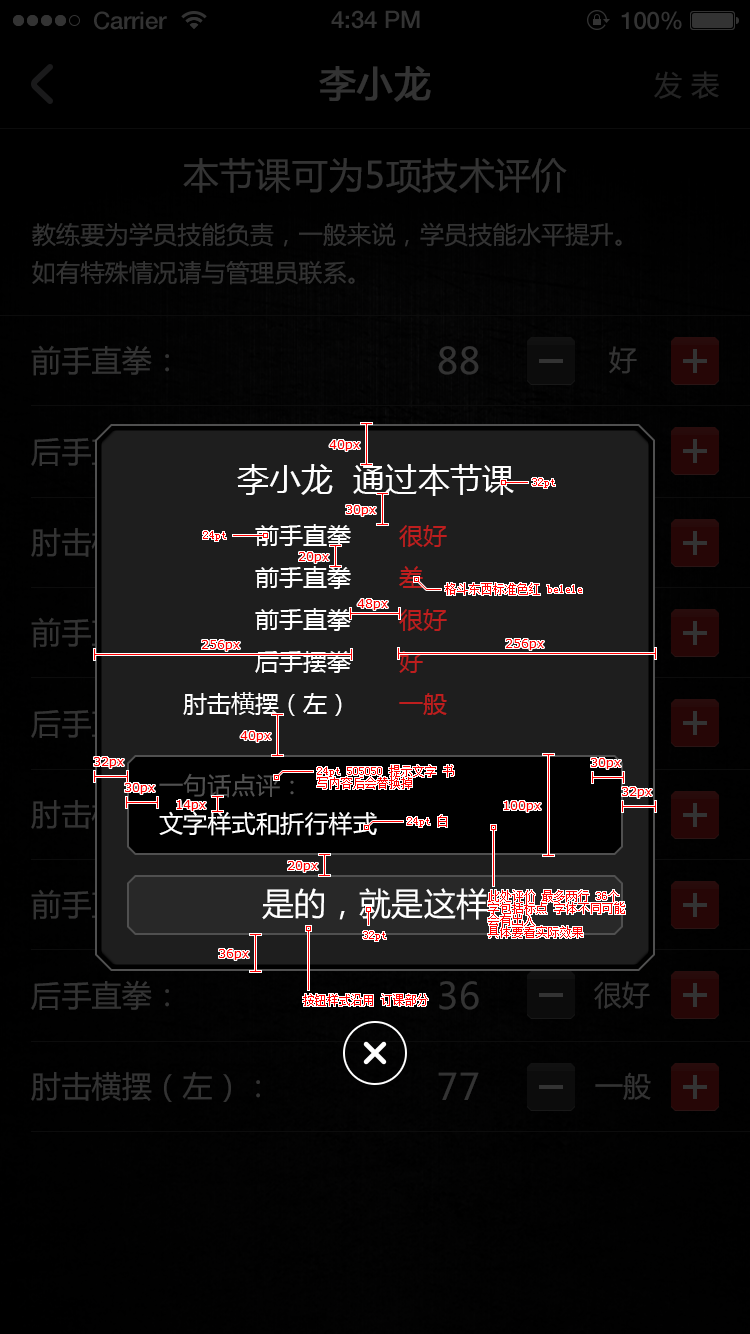 Carrier 4:34 PM 100%
李小龙 发 表
本节课可为5项技术评价
教练要为学员技能负责，一般来说，学员技能水平提升。
如有特殊情况请与管理员联系。
前手直拳： 88 好
后手
40px
李小龙 通过本节课 32pt
30px
肘击
24pt 前手直拳 很好
20px
前手直拳 差
格斗东西标准色红 be1e1e
48px
前手 前手直拳 很好
256px 256px
后手摆拳 好
肘击横摆（左） 一般
后手
40px
32px 30px
一句话点评： 24pt 505050 提示文字 书
写内容后会替换掉
30px 32px
14px 100px
肘击
文字样式和折行样式 24pt 白
20px
前手 是的，就是这样
此处评价 最多两行 36个
字包括标点 字体不同可能
会有出入
具体要看实际效果
32pt
36px
后手直拳： 36 很好
按扭样式沿用 订课部分
肘击横摆（左）： 77 一般